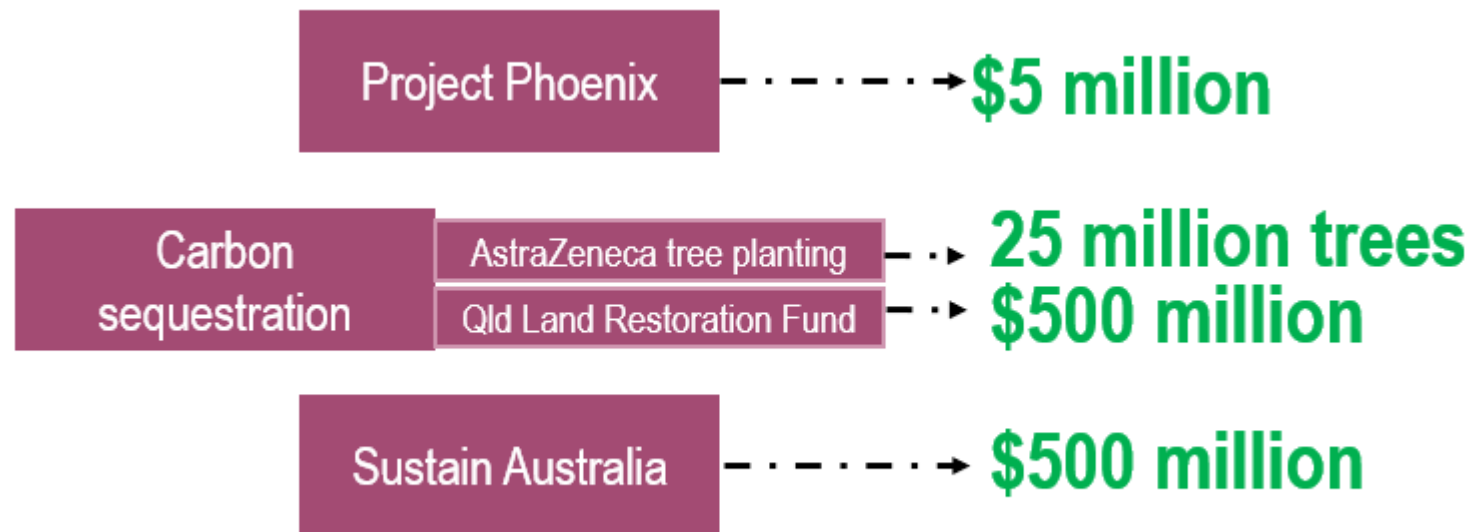 Project Phoenix
$5 million
Carbon
sequestration
AstraZeneca tree planting
25 million trees
Qld Land Restoration Fund
$500 million
Sustain Australia
$500 million